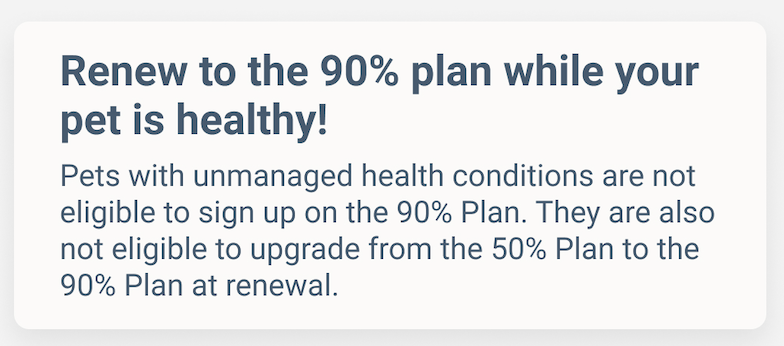 Renew to the 90% plan while your
pet is healthy!
Pets with unmanaged health conditions are not
eligible to sign up on the 90% Plan. They are also
not eligible to upgrade from the 50% Plan to the
90% Plan at renewal.